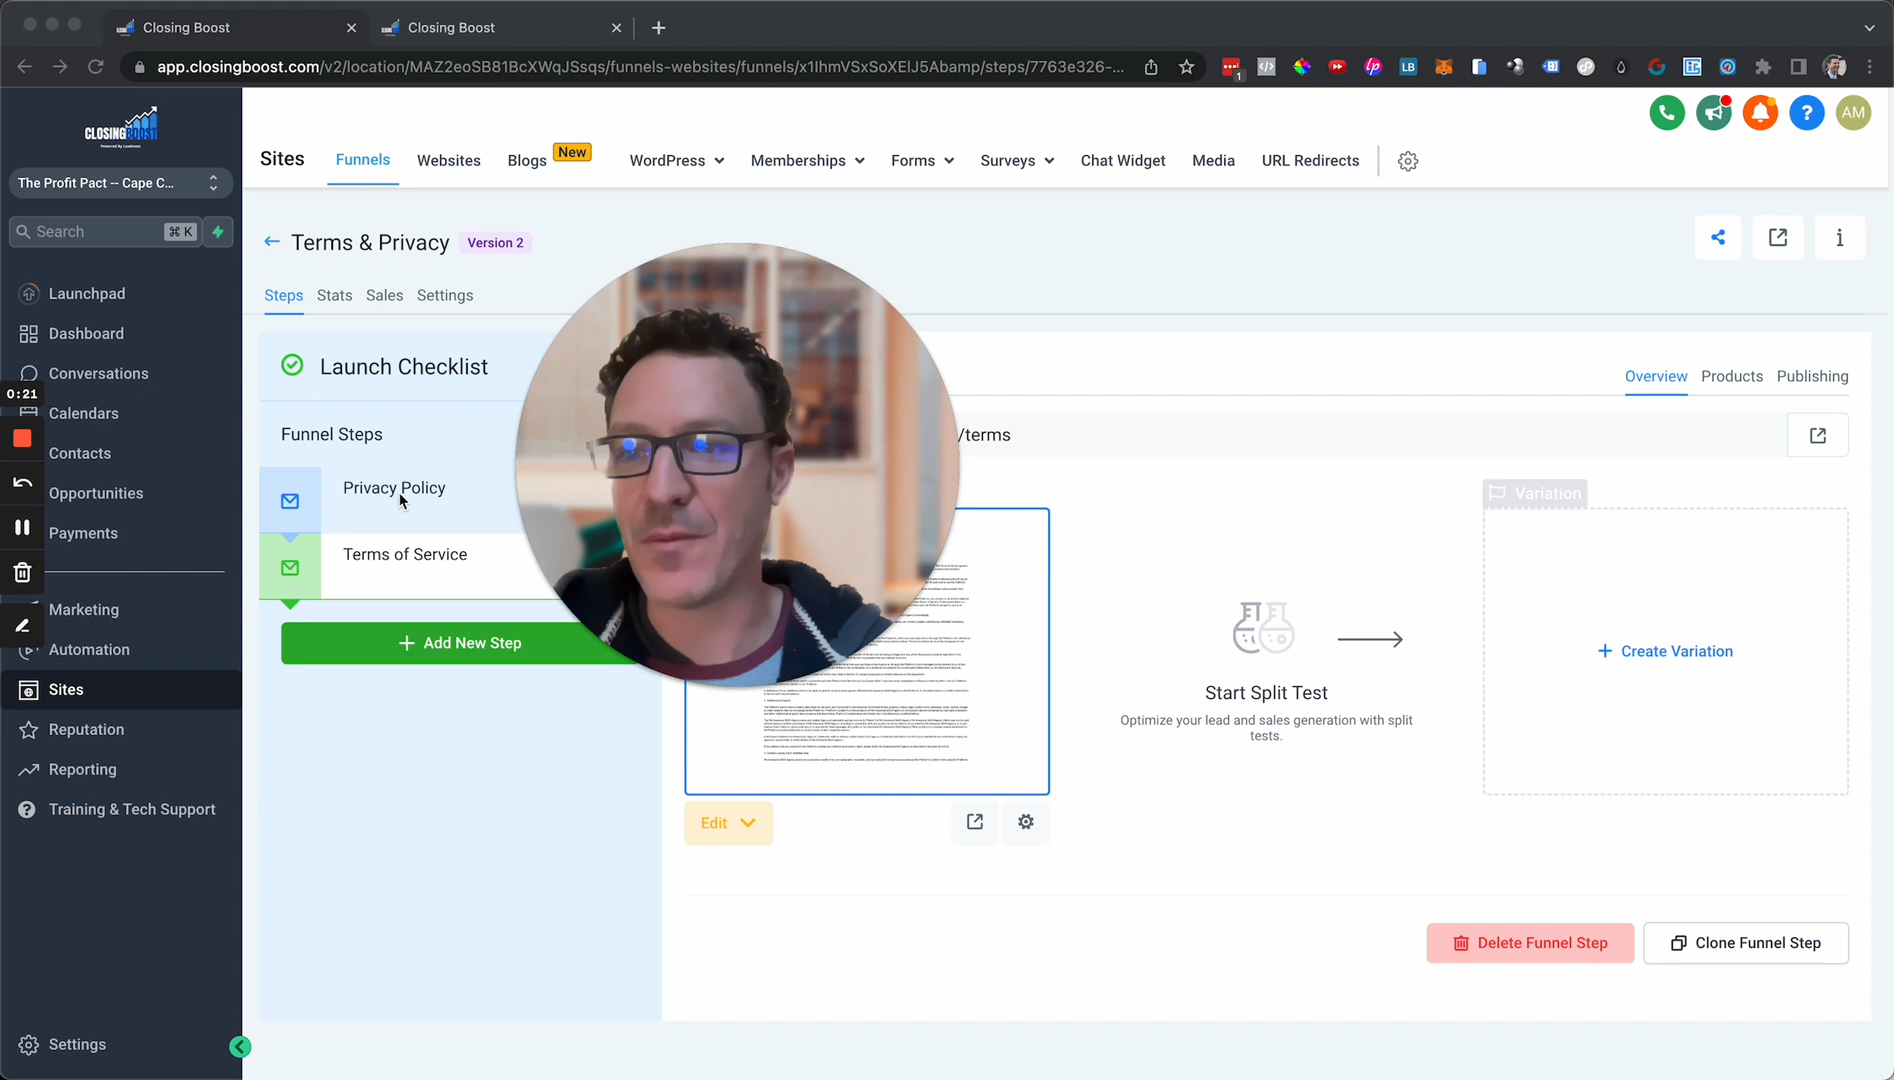 Closing Boost
Closing Boost
app.closingboost.com/v2/location/MAZ2eoSB81BcXWqJSsqs/funnels-websites/funnels/x1IhmVSxSoXElJ5Abamp/steps/7763e326-...
1
LB
CLOSINGBOOST
The Profit Pact -- Cape C...
Search
⌘ K
Launchpad
Dashboard
Conversations
0:21
Calendars
Contacts
Opportunities
Payments
Marketing
Automation
Sites
Reputation
Reporting
Training & Tech Support
Settings
AM
Sites
Funnels
Websites
Blogs
New
WordPress
Memberships
Forms
Surveys
Chat Widget
Media
URL Redirects
Terms & Privacy
Version 2
Steps
Stats
Sales
Settings
Launch Checklist
Funnel Steps
Privacy Policy
Terms of Service
+ Add New Step
Overview
Products
Publishing
/terms
Variation
Start Split Test
Optimize your lead and sales generation with split
tests.
+ Create Variation
Edit
Delete Funnel Step
Clone Funnel Step